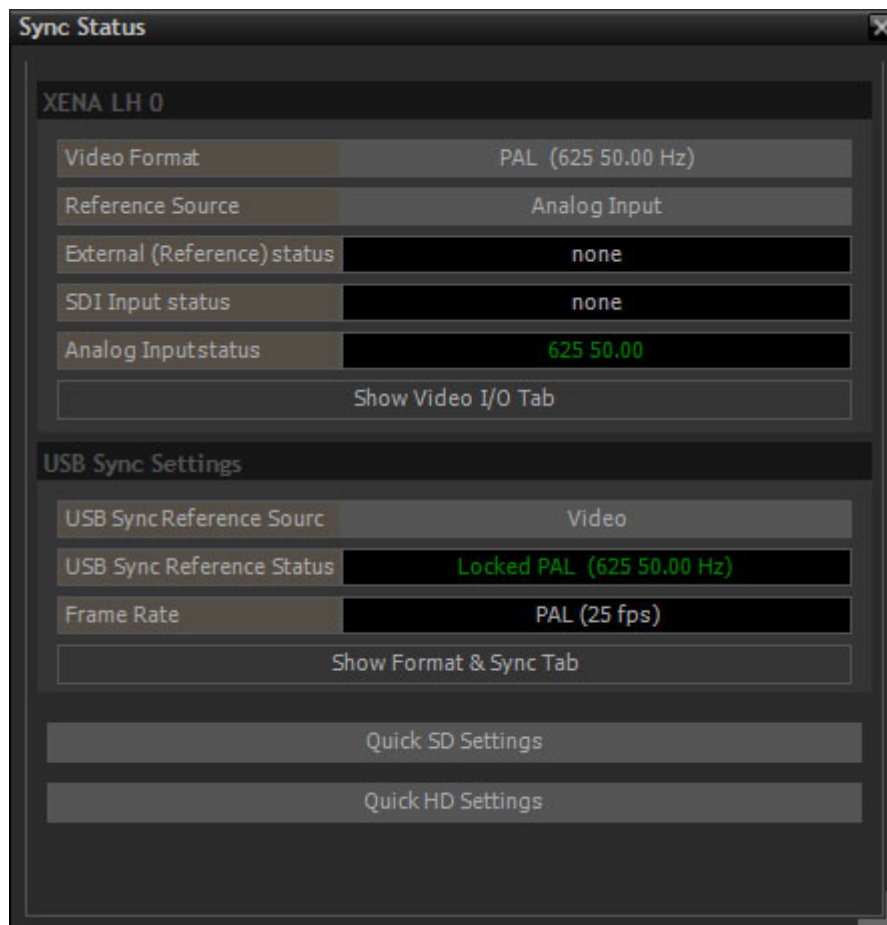 Sync Status
XENA LH 0
Video Format PAL (625 50.00 Hz)
Reference Source Analog Input
External (Reference) status none
SDI Input status none
Analog Inputstatus 625 50.00
Show Video I/O Tab
USB Sync Settings
USB Sync Reference Sourc Video
USB Sync Reference Status Locked PAL (625 50.00 Hz)
Frame Rate PAL (25 fps)
Show Format & Sync Tab
Quick SD Settings
Quick HD Settings